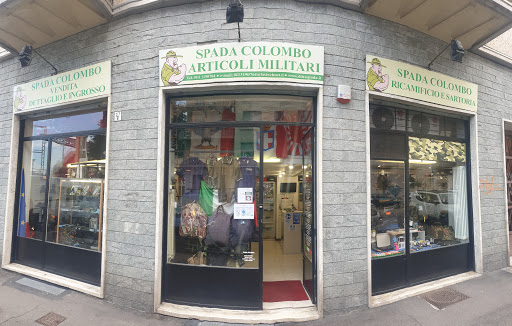 SPADA COLOMBO
VENDITA
DETTAGLIO E INGROSSO
SPADA COLOMBO
ARTICOLI MILITARI
SPADA COLOMBO
RICAMIFICIO E SARTORIA